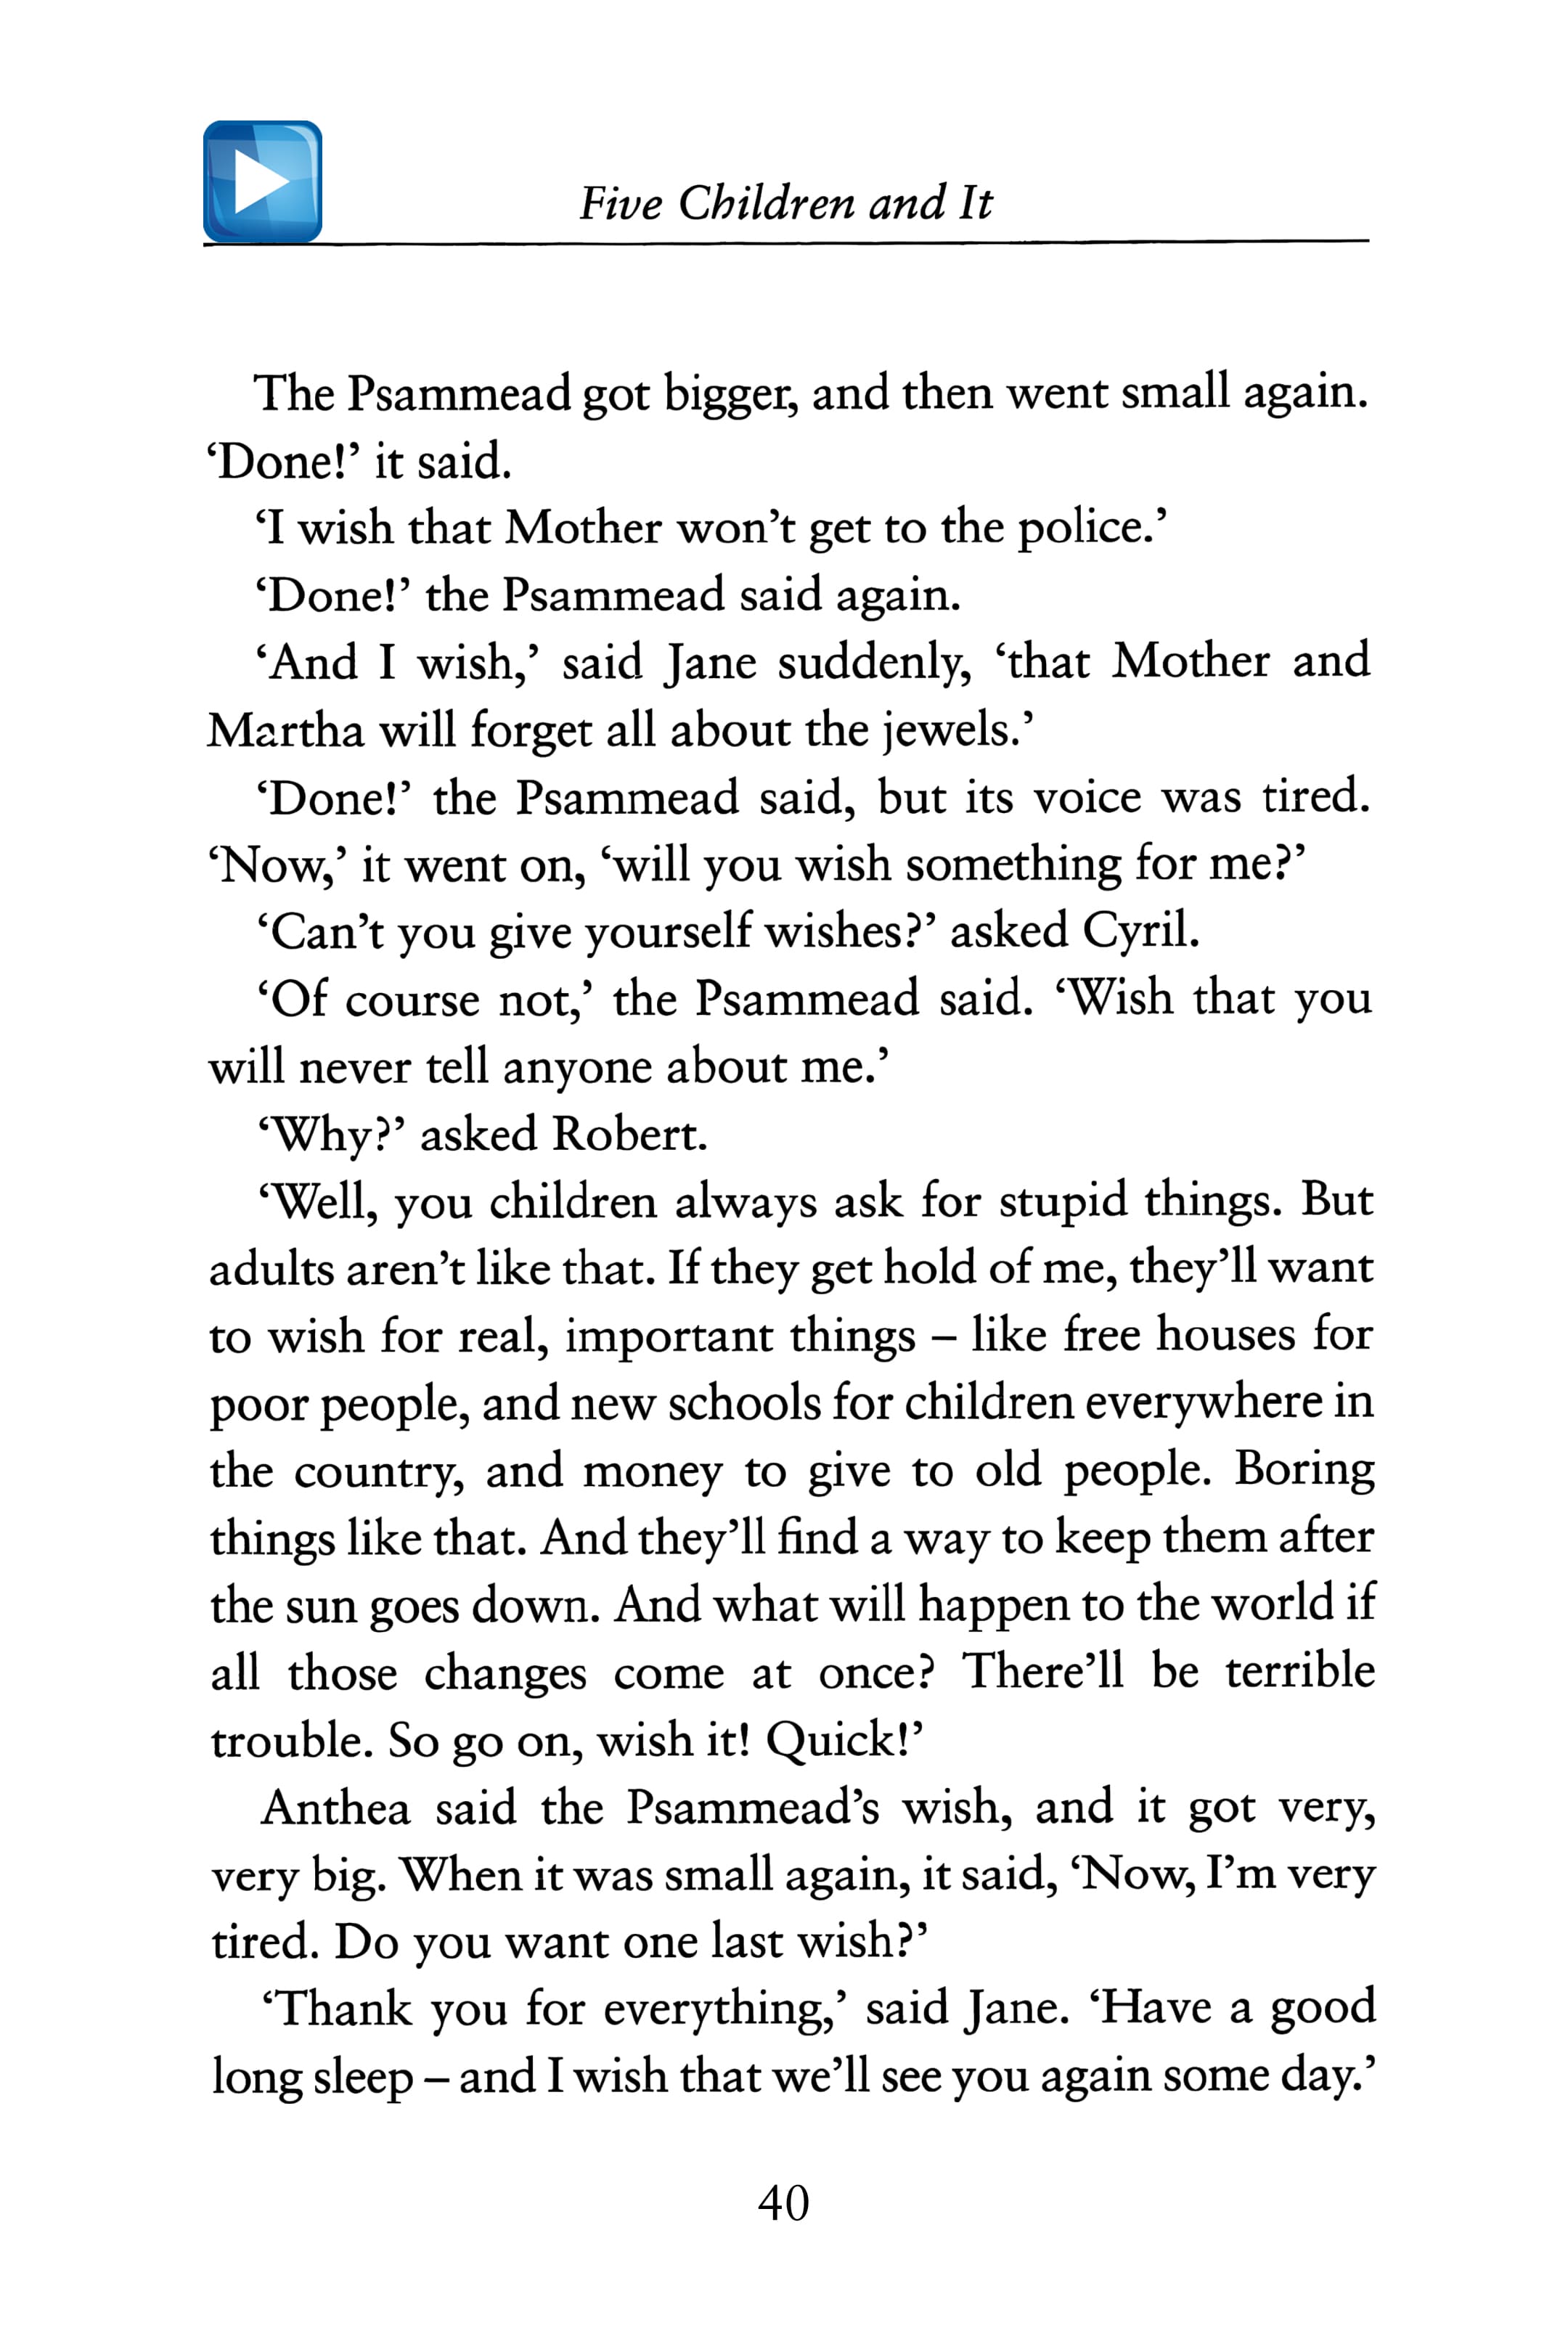 Five Children and It
The Psammead got bigger, and then went small again.
‘Done!’ it said.
‘I wish that Mother won’t get to the police.’
‘Done!’ the Psammead said again.
‘And I wish,’ said Jane suddenly, ‘that Mother and
Martha will forget all about the jewels.’
‘Done!’ the Psammead said, but its voice was tired.
‘Now,’ it went on, ‘will you wish something for me?’
‘Can’t you give yourself wishes?’ asked Cyril.
‘Of course not,’ the Psammead said. ‘Wish that you
will never tell anyone about me.’
‘Why?’ asked Robert.
‘Well, you children always ask for stupid things. But
adults aren’t like that. If they get hold of me, they’ll want
to wish for real, important things – like free houses for
poor people, and new schools for children everywhere in
the country, and money to give to old people. Boring
things like that. And they’ll find a way to keep them after
the sun goes down. And what will happen to the world if
all those changes come at once? There’ll be terrible
trouble. So go on, wish it! Quick!’
Anthea said the Psammead’s wish, and it got very,
very big. When it was small again, it said, ‘Now, I’m very
tired. Do you want one last wish?’
‘Thank you for everything,’ said Jane. ‘Have a good
long sleep – and I wish that we’ll see you again some day.’
40